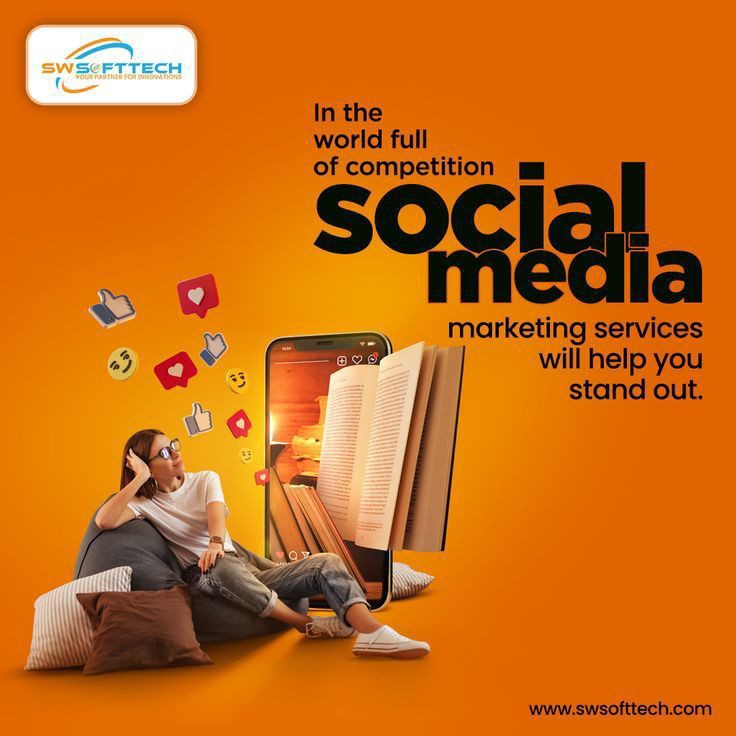 SWSOFTTECH
YOUR PARTNER FOR INNOVATIONS
In the
world full
of competition
social
media
marketing services
will help you
stand out.
www.swsofttech.com